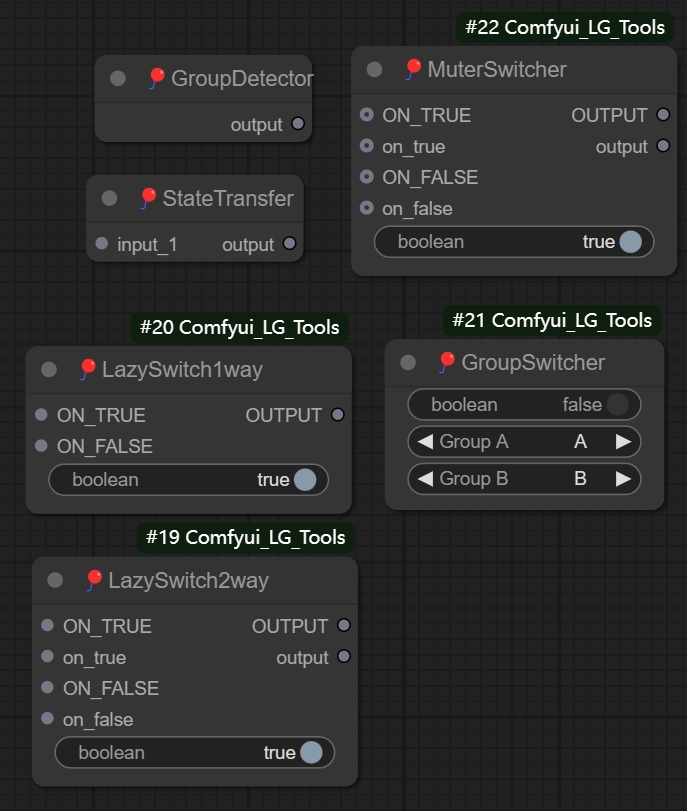 #22 Comfyui_LG_Tools
GroupDetector
output
MuterSwitcher
ON_TRUE OUTPUT
on_true output
ON_FALSE
on_false
boolean true
StateTransfer
input_1 output
#20 Comfyui_LG_Tools
LazySwitch1way
ON_TRUE OUTPUT
ON_FALSE
boolean true
#21 Comfyui_LG_Tools
GroupSwitcher
boolean false
Group A A
Group B B
#19 Comfyui_LG_Tools
LazySwitch2way
ON_TRUE OUTPUT
on_true output
ON_FALSE
on_false
boolean true